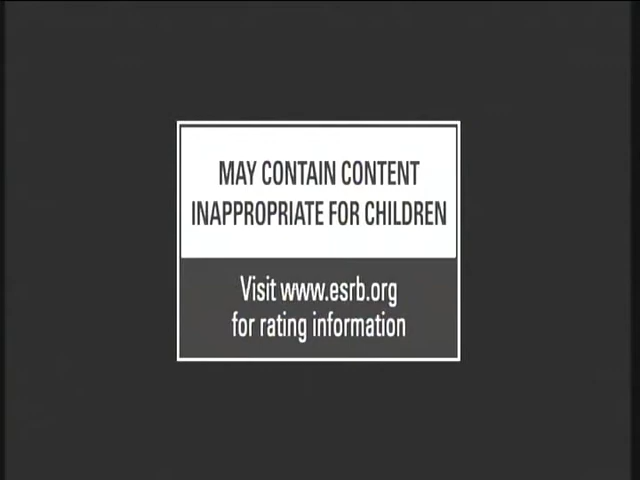 MAY CONTAIN CONTENT
INAPPROPRIATE FOR CHILDREN
Visit www.esrb.org
for rating information